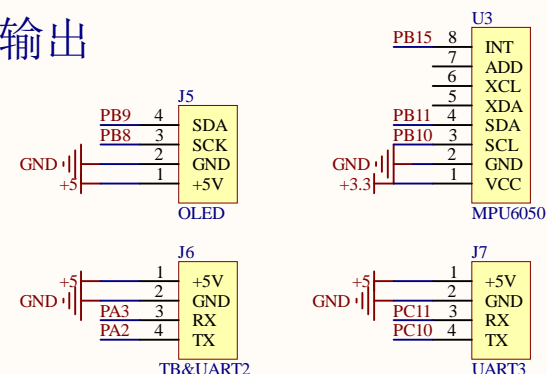 输出
J5
PB9 4 SDA
PB8 3 SCK
GND 2 GND
+5 1 +5V
OLED
U3
PB15 8 INT
7 ADD
6 XCL
5 XDA
PB11 4 SDA
PB10 3 SCL
GND 2 GND
+3.3 1 VCC
MPU6050
J6
+5 1 +5V
GND 2 GND
PA3 3 RX
PA2 4 TX
TB&UART2
J7
+5 1 +5V
GND 2 GND
PC11 3 RX
PC10 4 TX
UART3